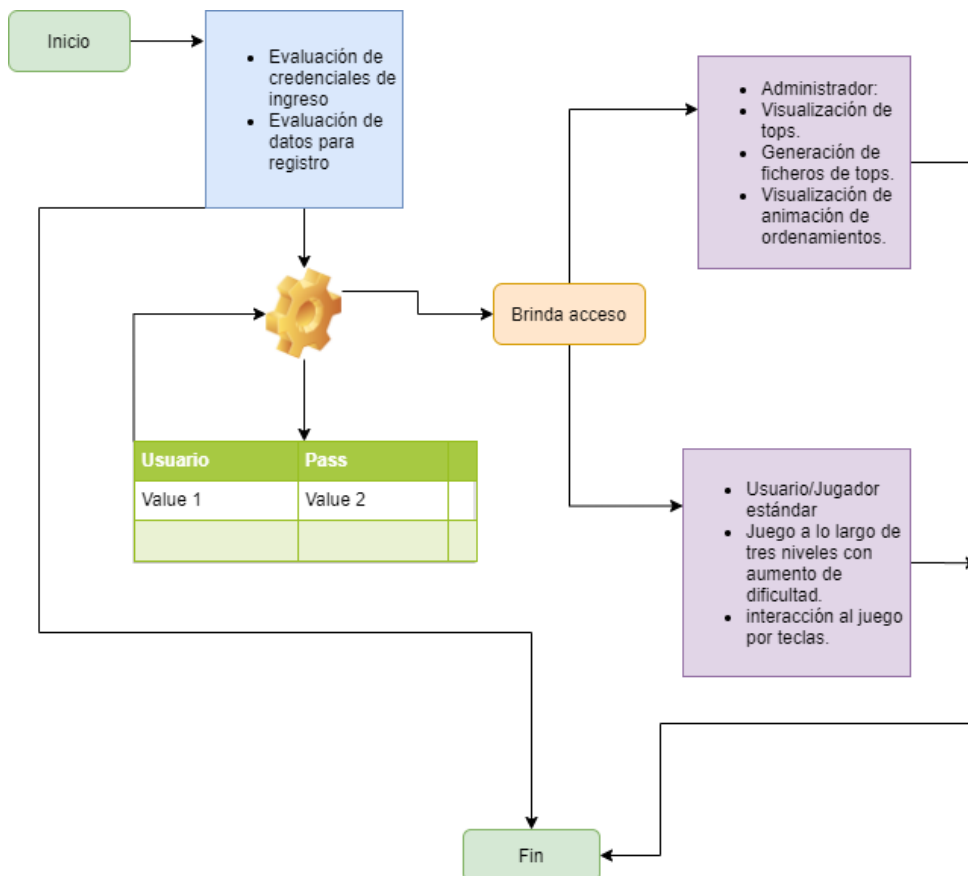 Inicio
• Evaluación de
credenciales de
ingreso
• Evaluación de
datos para
registro
• Administrador:
• Visualización de
tops.
• Generación de
ficheros de tops.
• Visualización de
animación de
ordenamientos.
Brinda acceso
Usuario Pass
Value 1 Value 2
• Usuario/Jugador
estándar
• Juego a lo largo de
tres niveles con
aumento de
dificultad.
• interacción al juego
por teclas.
Fin